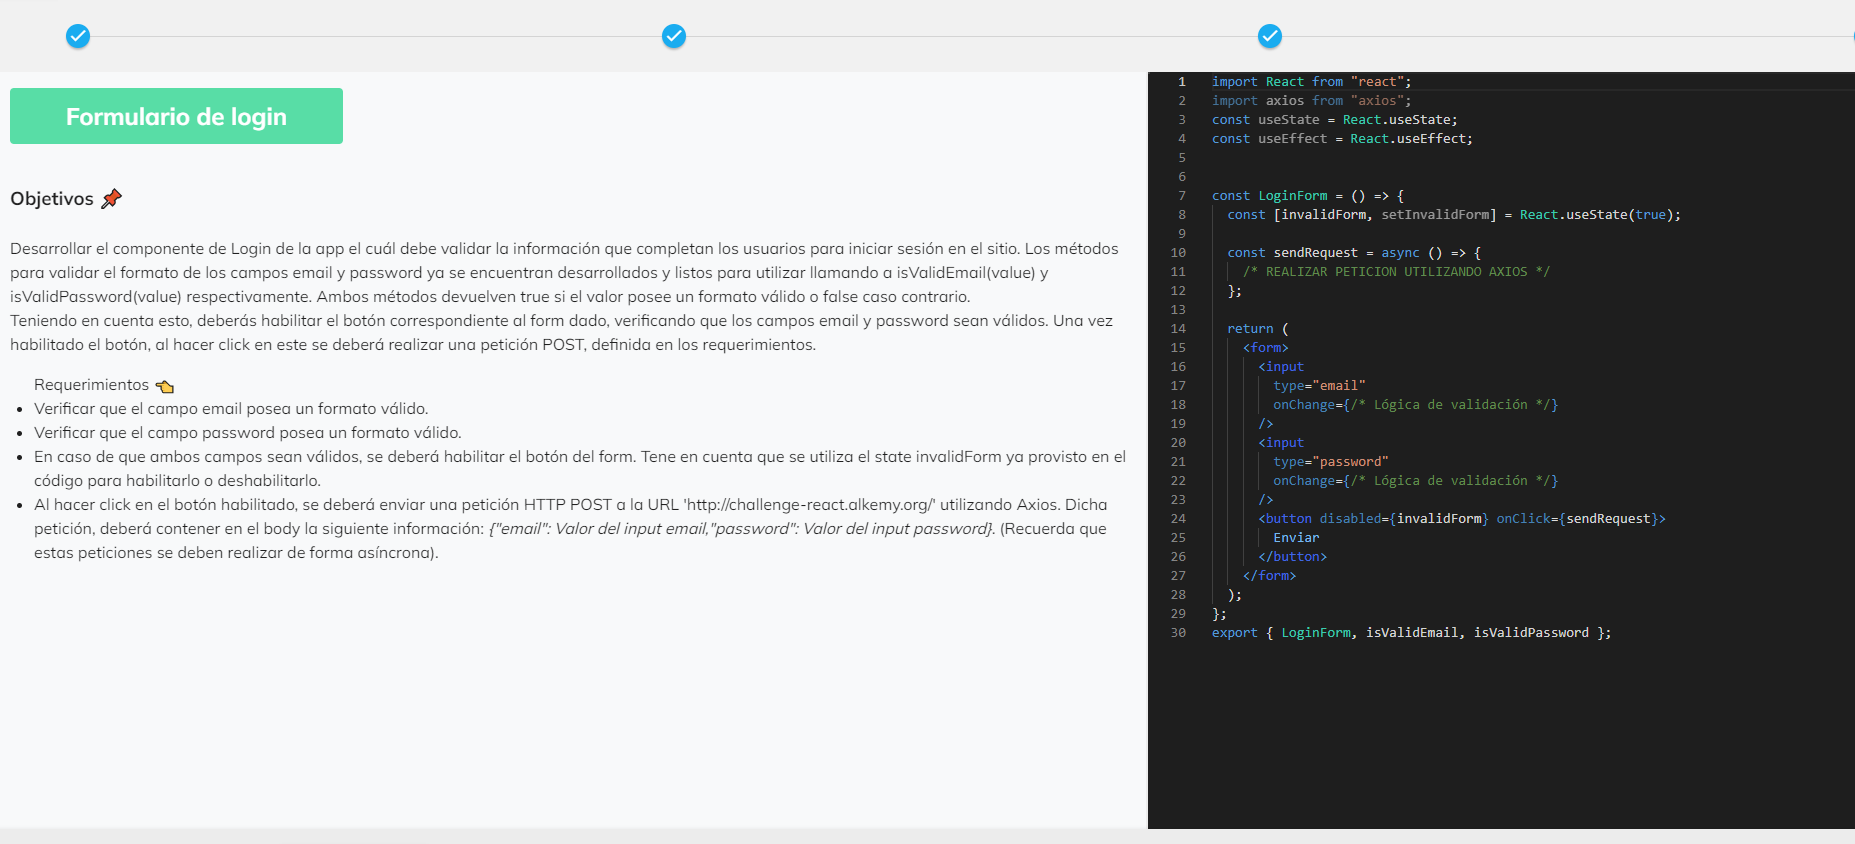 Formulario de login
Objetivos 📌
Desarrollar el componente de Login de la app el cuál debe validar la información que completan los usuarios para iniciar sesión en el sitio. Los métodos
para validar el formato de los campos email y password ya se encuentran desarrollados y listos para utilizar llamando a isValidEmail(value) y
isValidPassword(value) respectivamente. Ambos métodos devuelven true si el valor posee un formato válido o false caso contrario.
Teniendo en cuenta esto, deberás habilitar el botón correspondiente al form dado, verificando que los campos email y password sean válidos. Una vez
habilitado el botón, al hacer click en este se deberá realizar una petición POST, definida en los requerimientos.
Requerimientos 👈
• Verificar que el campo email posea un formato válido.
• Verificar que el campo password posea un formato válido.
• En caso de que ambos campos sean válidos, se deberá habilitar el botón del form. Tene en cuenta que se utiliza el state invalidForm ya provisto en el
código para habilitarlo o deshabilitarlo.
• Al hacer click en el botón habilitado, se deberá enviar una petición HTTP POST a la URL 'http://challenge-react.alkemy.org/' utilizando Axios. Dicha
petición, deberá contener en el body la siguiente información: {"email": Valor del input email,"password": Valor del input password}. (Recuerda que
estas peticiones se deben realizar de forma asíncrona).
1 import React from "react";
2 import axios from "axios";
3 const useState = React.useState;
4 const useEffect = React.useEffect;
5
6
7 const LoginForm = () => {
8   const [invalidForm, setInvalidForm] = React.useState(true);
9
10   const sendRequest = async () => {
11     /* REALIZAR PETICION UTILIZANDO AXIOS */
12   };
13
14   return (
15     <form>
16       <input
17         type="email"
18         onChange={/* Lógica de validación */}
19       />
20       <input
21         type="password"
22         onChange={/* Lógica de validación */}
23       />
24       <button disabled={invalidForm} onClick={sendRequest}>
25         Enviar
26       </button>
27     </form>
28   );
29 };
30 export { LoginForm, isValidEmail, isValidPassword };